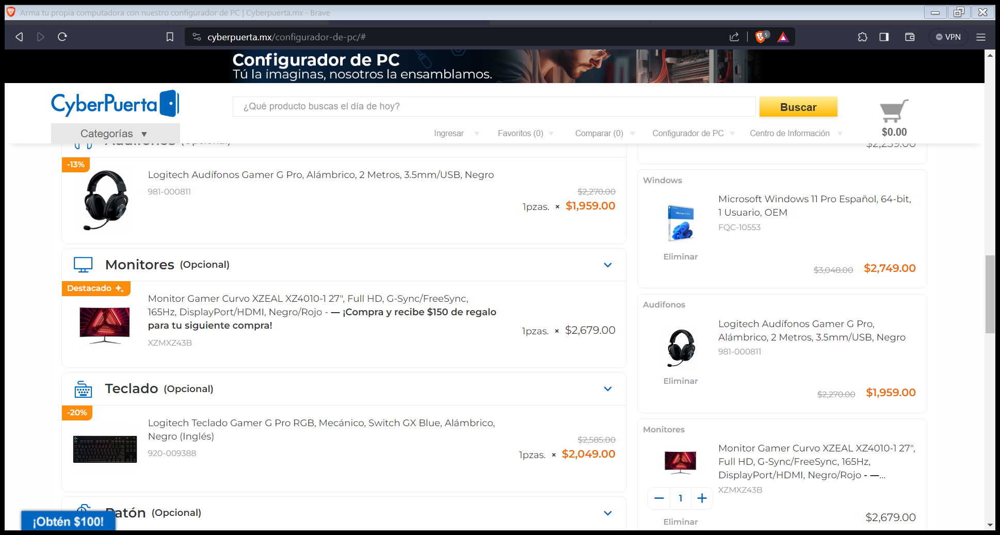 Arma tu propia computadora con nuestro configurador de PC | Cyberpuerta.mx - Brave
cyberpuerta.mx/configurador-de-pc/#
5
VPN
Configurador de PC
Tú la imaginas, nosotros la ensamblamos.
CyberPuerta
¿Qué producto buscas el día de hoy?
Buscar
$0.00
Categorías ▼
Ingresar
Favoritos (0)
Comparar (0)
Configurador de PC
Centro de Información
Audífonos (Opcional)
-13%
Logitech Audífonos Gamer G Pro, Alámbrico, 2 Metros, 3.5mm/USB, Negro
981-000811
$2,270.00
1pzas. × $1,959.00
Monitores (Opcional)
Destacado
Monitor Gamer Curvo XZEAL XZ4010-1 27", Full HD, G-Sync/FreeSync,
165Hz, DisplayPort/HDMI, Negro/Rojo - — ¡Compra y recibe $150 de regalo
para tu siguiente compra!
XZMXZ43B
1pzas. × $2,679.00
Teclado (Opcional)
-20%
Logitech Teclado Gamer G Pro RGB, Mecánico, Switch GX Blue, Alámbrico,
Negro (Inglés)
920-009388
$2,585.00
1pzas. × $2,049.00
Ratón (Opcional)
¡Obtén $100!
$2,239.00
Windows
Microsoft Windows 11 Pro Español, 64-bit,
1 Usuario, OEM
FQC-10553
Eliminar
$3,048.00 $2,749.00
Audifonos
Logitech Audífonos Gamer G Pro,
Alámbrico, 2 Metros, 3.5mm/USB, Negro
981-000811
Eliminar
$2,270.00 $1,959.00
Monitores
Monitor Gamer Curvo XZEAL XZ4010-1 27",
Full HD, G-Sync/FreeSync, 165Hz,
DisplayPort/HDMI, Negro/Rojo - —...
XZMXZ43B
1
Eliminar
$2,679.00